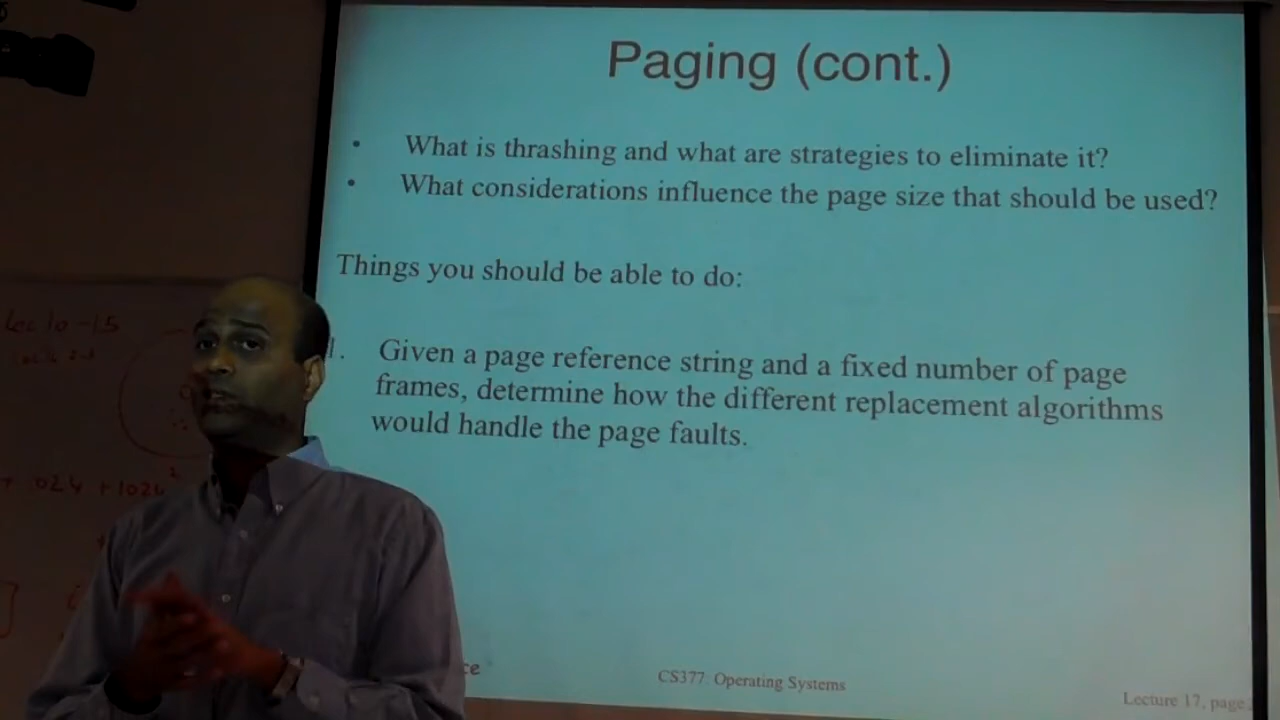 Paging (cont.)
• What is thrashing and what are strategies to eliminate it?
• What considerations influence the page size that should be used?
Things you should be able to do:
1. Given a page reference string and a fixed number of page
frames, determine how the different replacement algorithms
would handle the page faults.
CS377: Operating Systems
Lecture 17, page